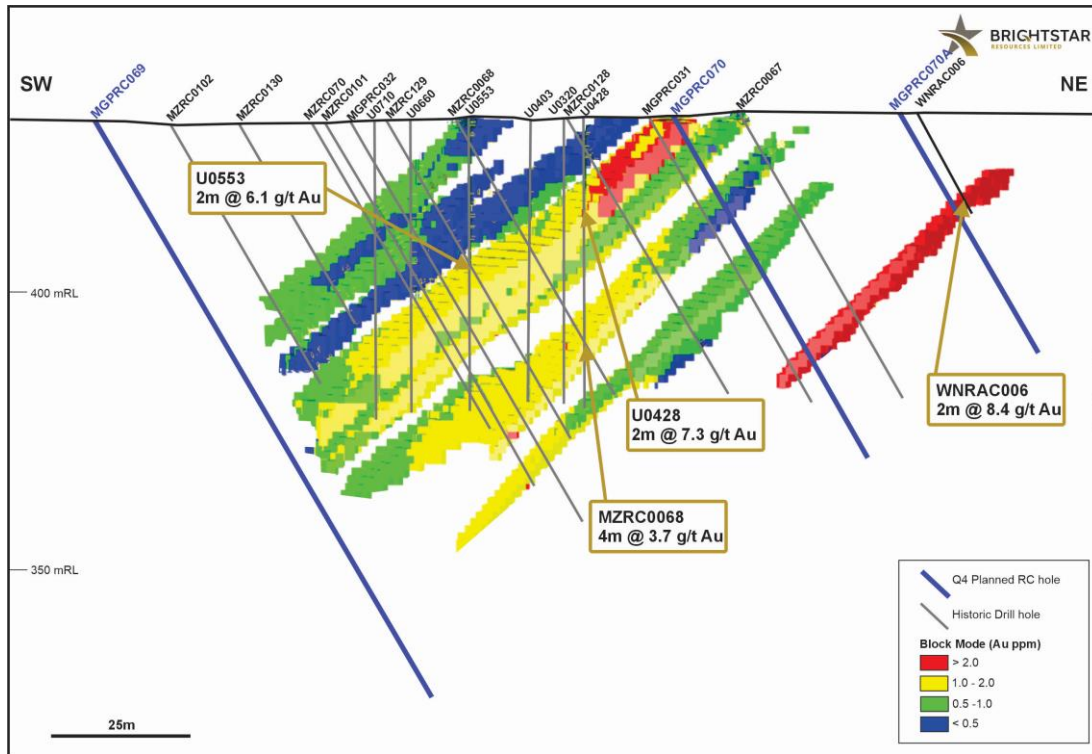 BRIGHTSTAR
RESOURCES LIMITED
SW
NE
MGPRC069
MZRC0102
MZRC0130
MZRC070
MZRC0101
MGPRC032
U0710
MZRC129
U0660
MZRC0068
U0553
U0403
U0320
MZRC0128
U0428
MGPRC031
MGPRC070
MZRC0067
MGPRC070A
WNRAC006
U0553
2m @ 6.1 g/t Au
400 mRL
WNRAC006
2m @ 8.4 g/t Au
U0428
2m @ 7.3 g/t Au
MZRC0068
4m @ 3.7 g/t Au
350 mRL
Q4 Planned RC hole
Historic Drill hole
Block Mode (Au ppm)
> 2.0
1.0 - 2.0
0.5 -1.0
< 0.5
25m